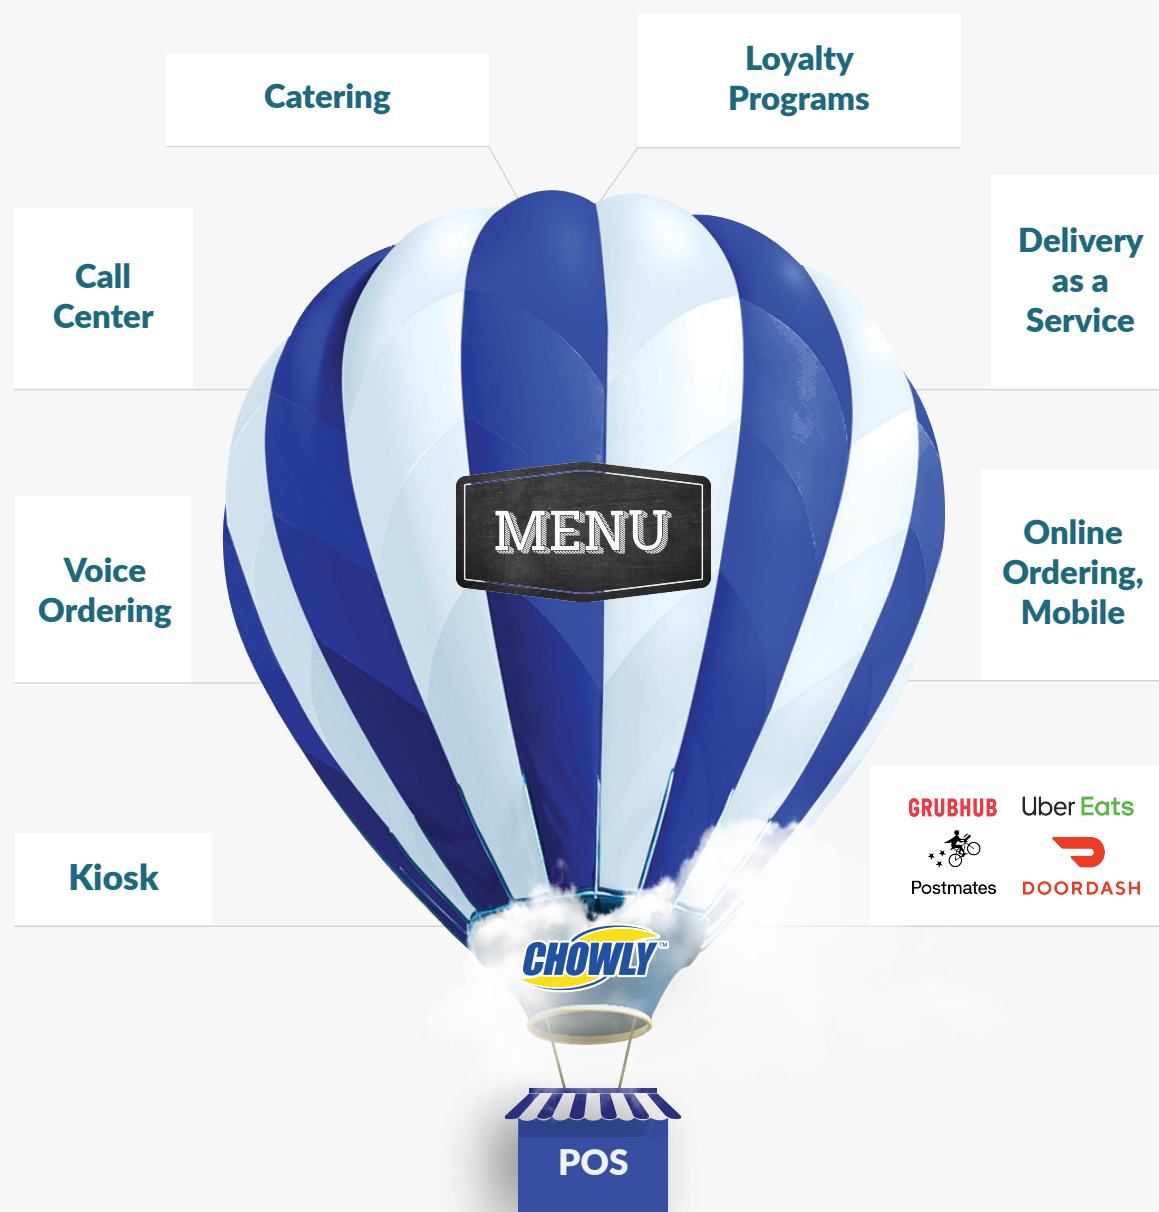 Catering
Loyalty
Programs
Call
Center
Delivery
as a
Service
MENU
Voice
Ordering
Online
Ordering,
Mobile
Kiosk
GRUBHUB
Uber Eats
Postmates
DOORDASH
CHOWLY™
POS